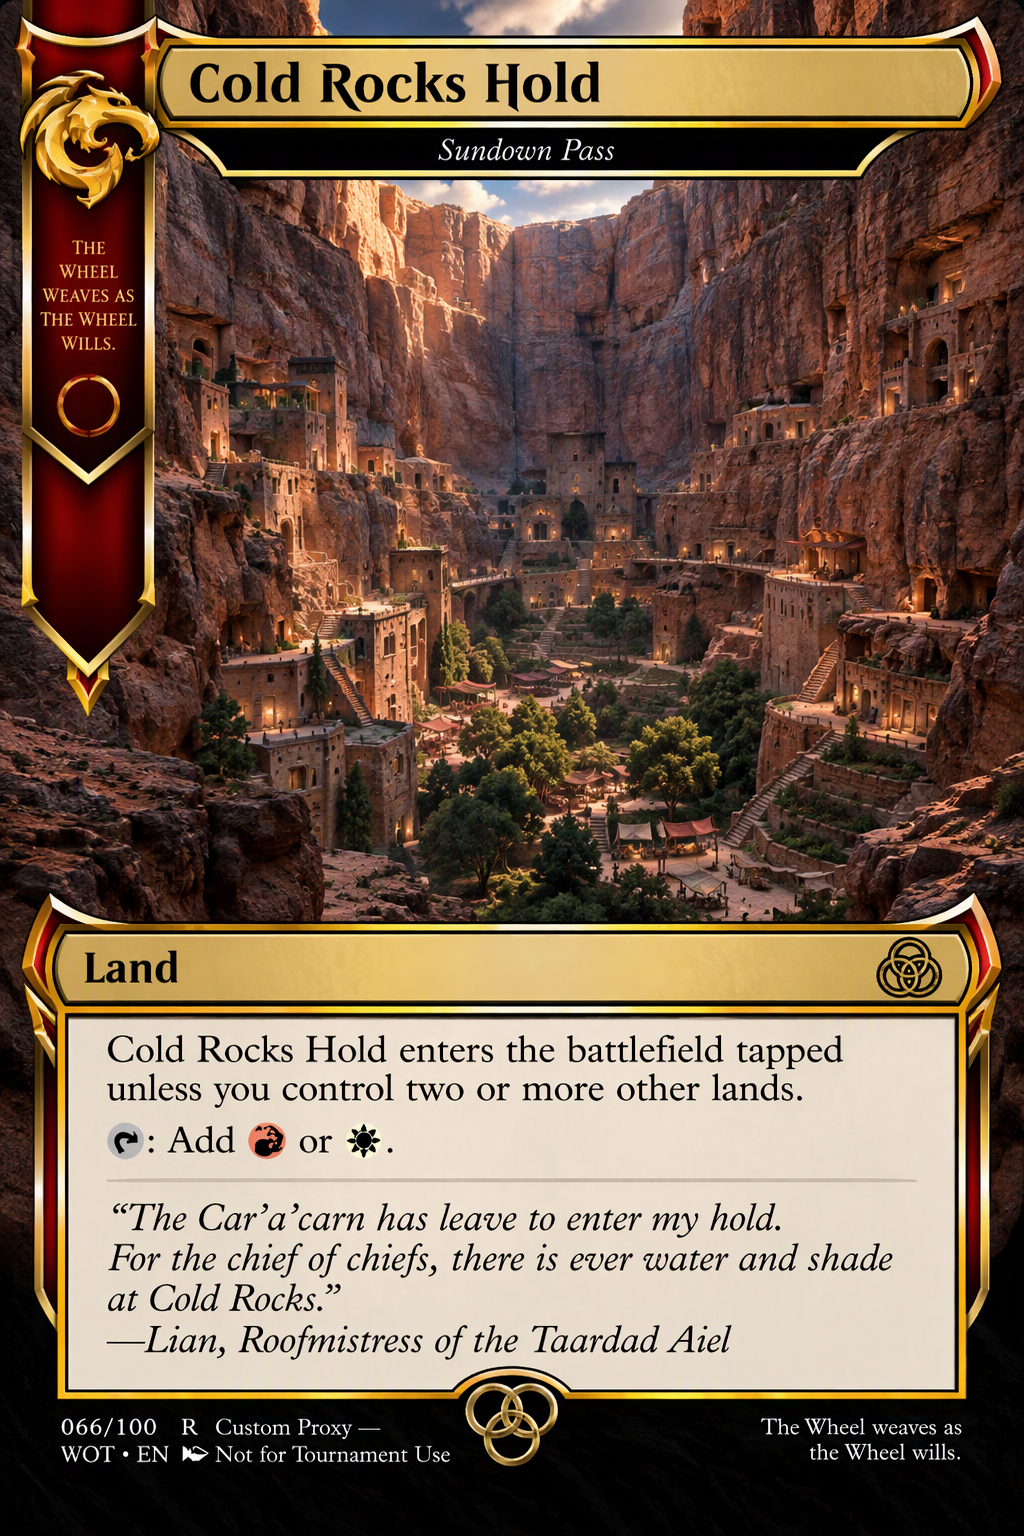 Cold Rocks Hold
Sundown Pass
THE
WHEEL
WEAVES AS
THE WHEEL
WILLS.
Land
Cold Rocks Hold enters the battlefield tapped
unless you control two or more other lands.
: Add or .
“The Car’a’carn has leave to enter my hold.
For the chief of chiefs, there is ever water and shade
at Cold Rocks.”
—Lian, Roofmistress of the Taardad Aiel
066/100 R Custom Proxy —
WOT • EN Not for Tournament Use
The Wheel weaves as
the Wheel wills.